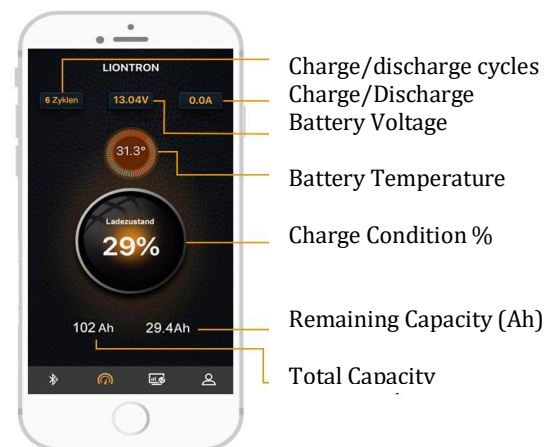 LIONTRON
6 Zyklen
13.04V
0.0A
31.3°
Ladezustand
29%
102 Ah
29.4Ah
Charge/discharge cycles
Charge/Discharge
Battery Voltage
Battery Temperature
Charge Condition %
Remaining Capacity (Ah)
Total Capacity